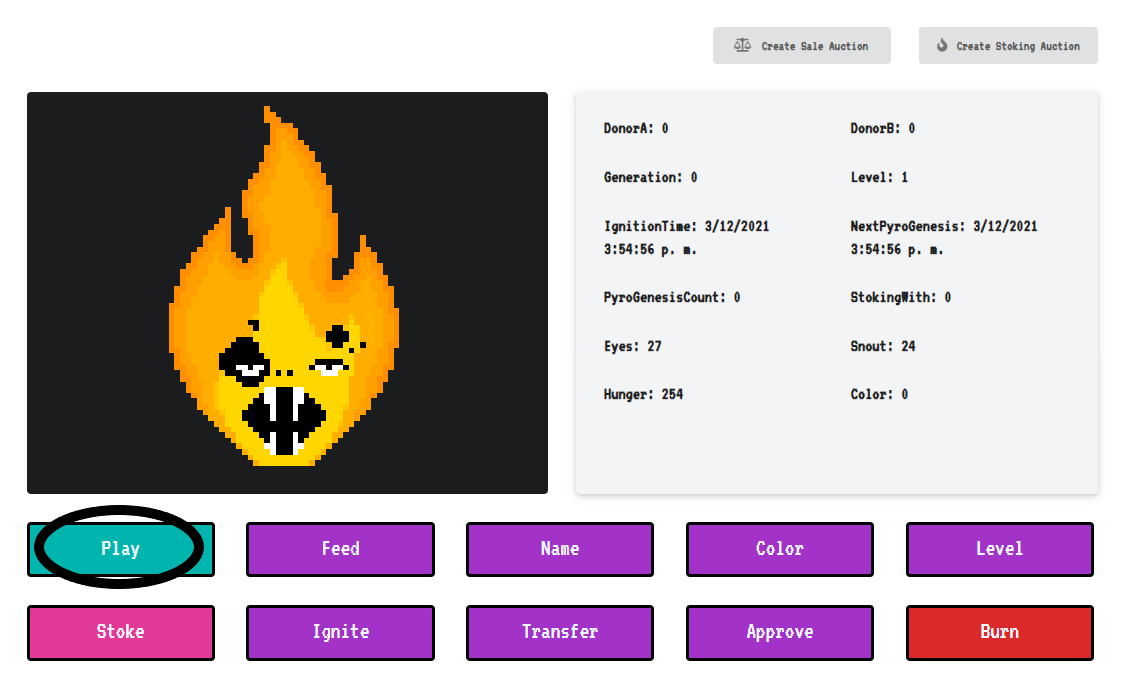 Create Sale Auction
Create Stoking Auction
DonorA: 0
DonorB: 0
Generation: 0
Level: 1
IgnitionTime: 3/12/2021
3:54:56 p. m.
NextPyroGenesis: 3/12/2021
3:54:56 p. m.
PyroGenesisCount: 0
StokingWith: 0
Eyes: 27
Snout: 24
Hunger: 254
Color: 0
Play
Feed
Name
Color
Level
Stoke
Ignite
Transfer
Approve
Burn